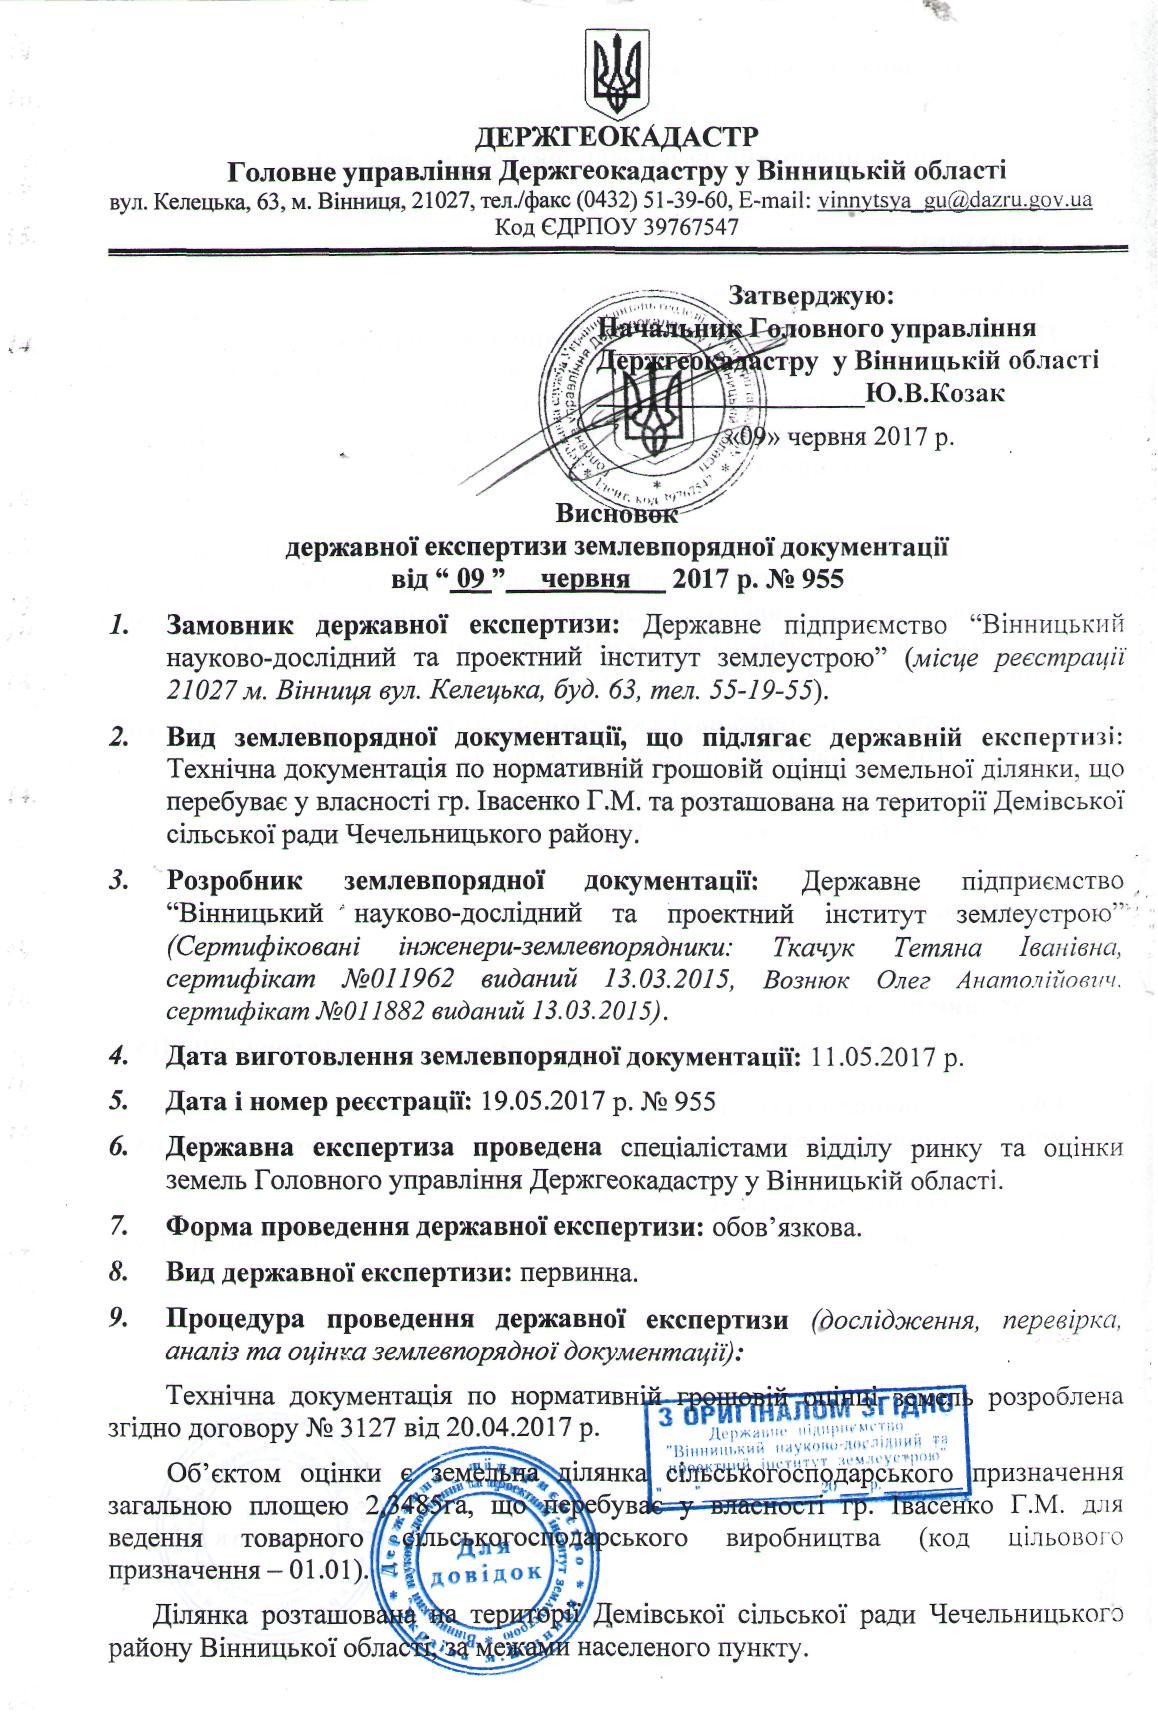 ДЕРЖГЕОКАДАСТР
Головне управління Держгеокадастру у Вінницькій області
вул. Келецька, 63, м. Вінниця, 21027, тел./факс (0432) 51-39-60, E-mail: vinnytsya_gu@dazru.gov.ua
Код ЄДРПОУ 39767547
Затверджую:
Начальник Головного управління
Держгеокадастру у Вінницькій області
Ю.В.Козак
«09» червня 2017 р.
Висновок
державної експертизи землевпорядної документації
від “ 09 ” червня 2017 р. № 955
1. Замовник державної експертизи: Державне підприємство “Вінницький
науково-дослідний та проектний інститут землеустрою” (місце реєстрації
21027 м. Вінниця вул. Келецька, буд. 63, тел. 55-19-55).
2. Вид землевпорядної документації, що підлягає державній експертизі:
Технічна документація по нормативній грошовій оцінці земельної ділянки, що
перебуває у власності гр. Івасенко Г.М. та розташована на території Демівської
сільської ради Чечельницького району.
3. Розробник землевпорядної документації: Державне підприємство
“Вінницький науково-дослідний та проектний інститут землеустрою”
(Сертифіковані інженери-землевпорядники: Ткачук Тетяна Іванівна,
сертифікат №011962 виданий 13.03.2015, Вознюк Олег Анатолійович,
сертифікат №011882 виданий 13.03.2015).
4. Дата виготовлення землевпорядної документації: 11.05.2017 р.
5. Дата і номер реєстрації: 19.05.2017 р. № 955
6. Державна експертиза проведена спеціалістами відділу ринку та оцінки
земель Головного управління Держгеокадастру у Вінницькій області.
7. Форма проведення державної експертизи: обов’язкова.
8. Вид державної експертизи: первинна.
9. Процедура проведення державної експертизи (дослідження, перевірка,
аналіз та оцінка землевпорядної документації):
Технічна документація по нормативній грошовій оцінці земель розроблена
згідно договору № 3127 від 20.04.2017 р.
З ОРИГІНАЛОМ ЗГІДНО
Державне підприємство
"Вінницький науково-дослідний та
проектний інститут землеустрою"
" " 20 р.
Об’єктом оцінки є земельна ділянка сільськогосподарського призначення
загальною площею 2,3485га, що перебуває у власності гр. Івасенко Г.М. для
ведення товарного сільськогосподарського виробництва (код цільового
призначення – 01.01).
Для
довідок
Ділянка розташована на території Демівської сільської ради Чечельницького
району Вінницької області, за межами населеного пункту.